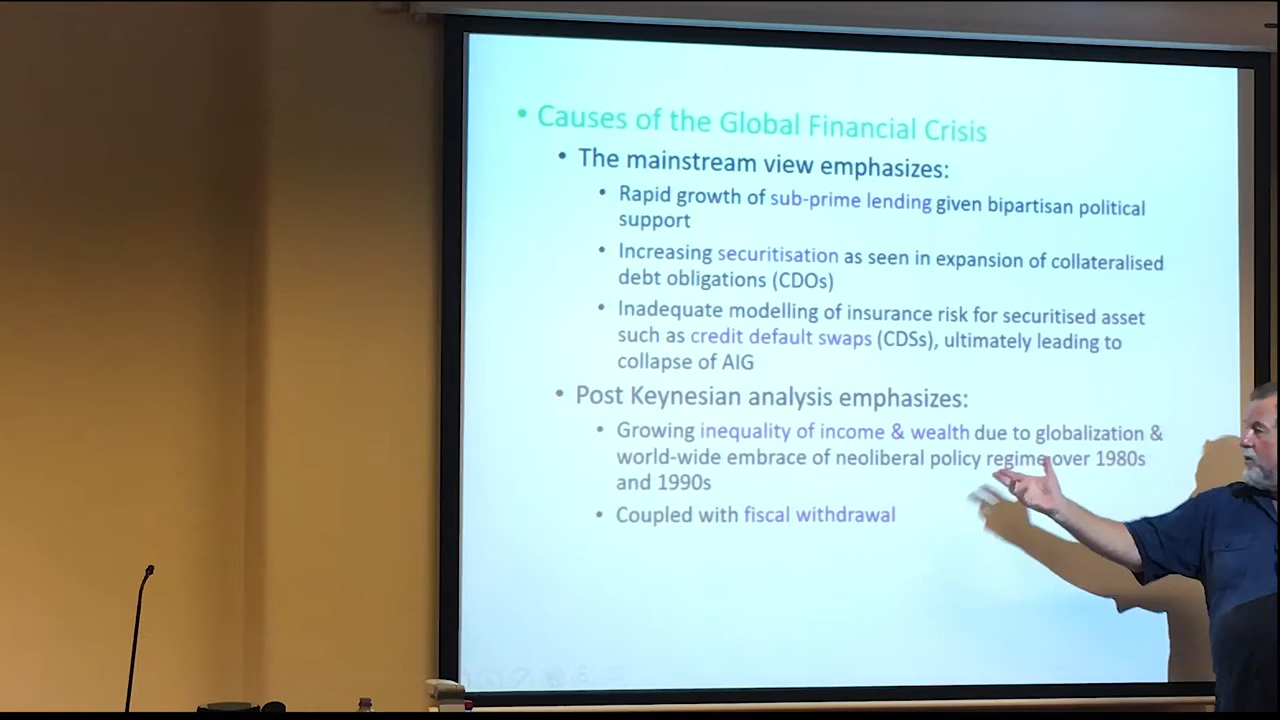 • Causes of the Global Financial Crisis
• The mainstream view emphasizes:
• Rapid growth of sub-prime lending given bipartisan political
support
• Increasing securitisation as seen in expansion of collateralised
debt obligations (CDOs)
• Inadequate modelling of insurance risk for securitised asset
such as credit default swaps (CDSs), ultimately leading to
collapse of AIG
• Post Keynesian analysis emphasizes:
• Growing inequality of income & wealth due to globalization &
world-wide embrace of neoliberal policy regime over 1980s
and 1990s
• Coupled with fiscal withdrawal